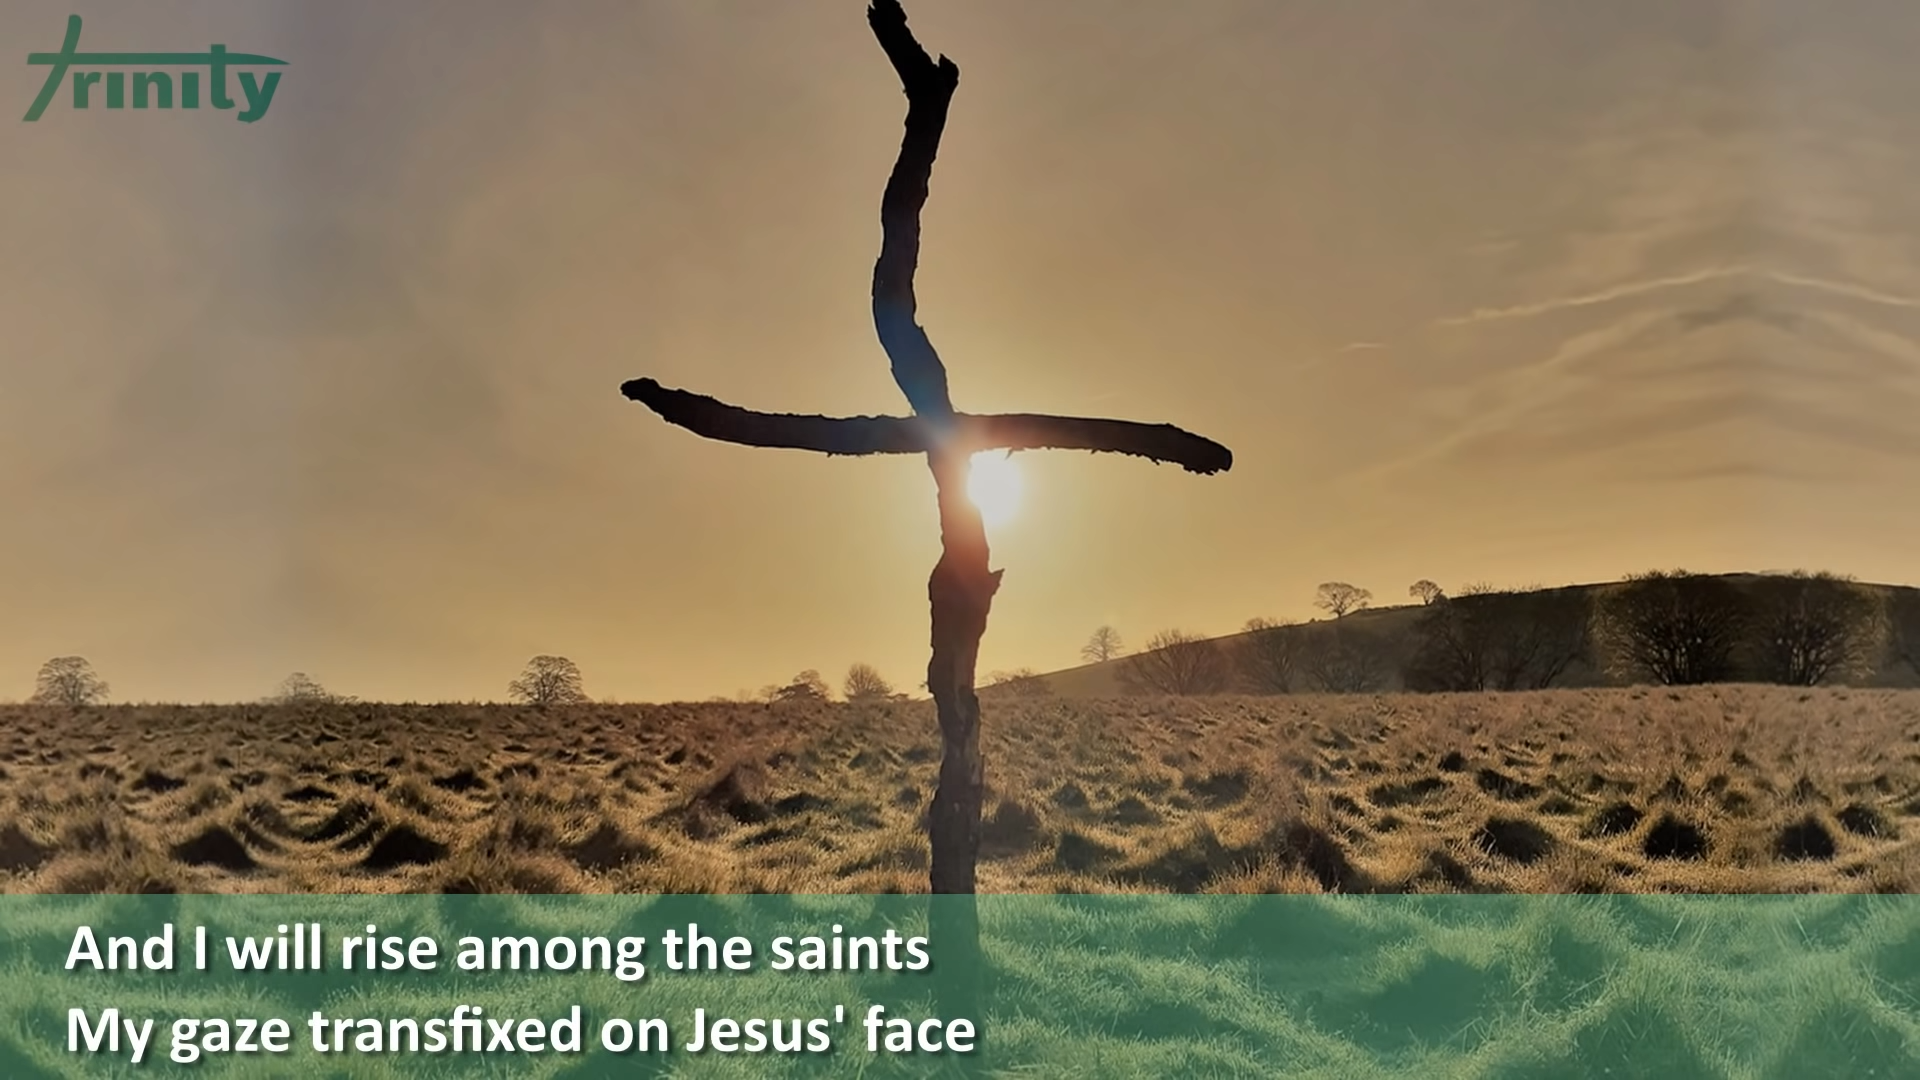 Trinity
And I will rise among the saints
My gaze transfixed on Jesus' face